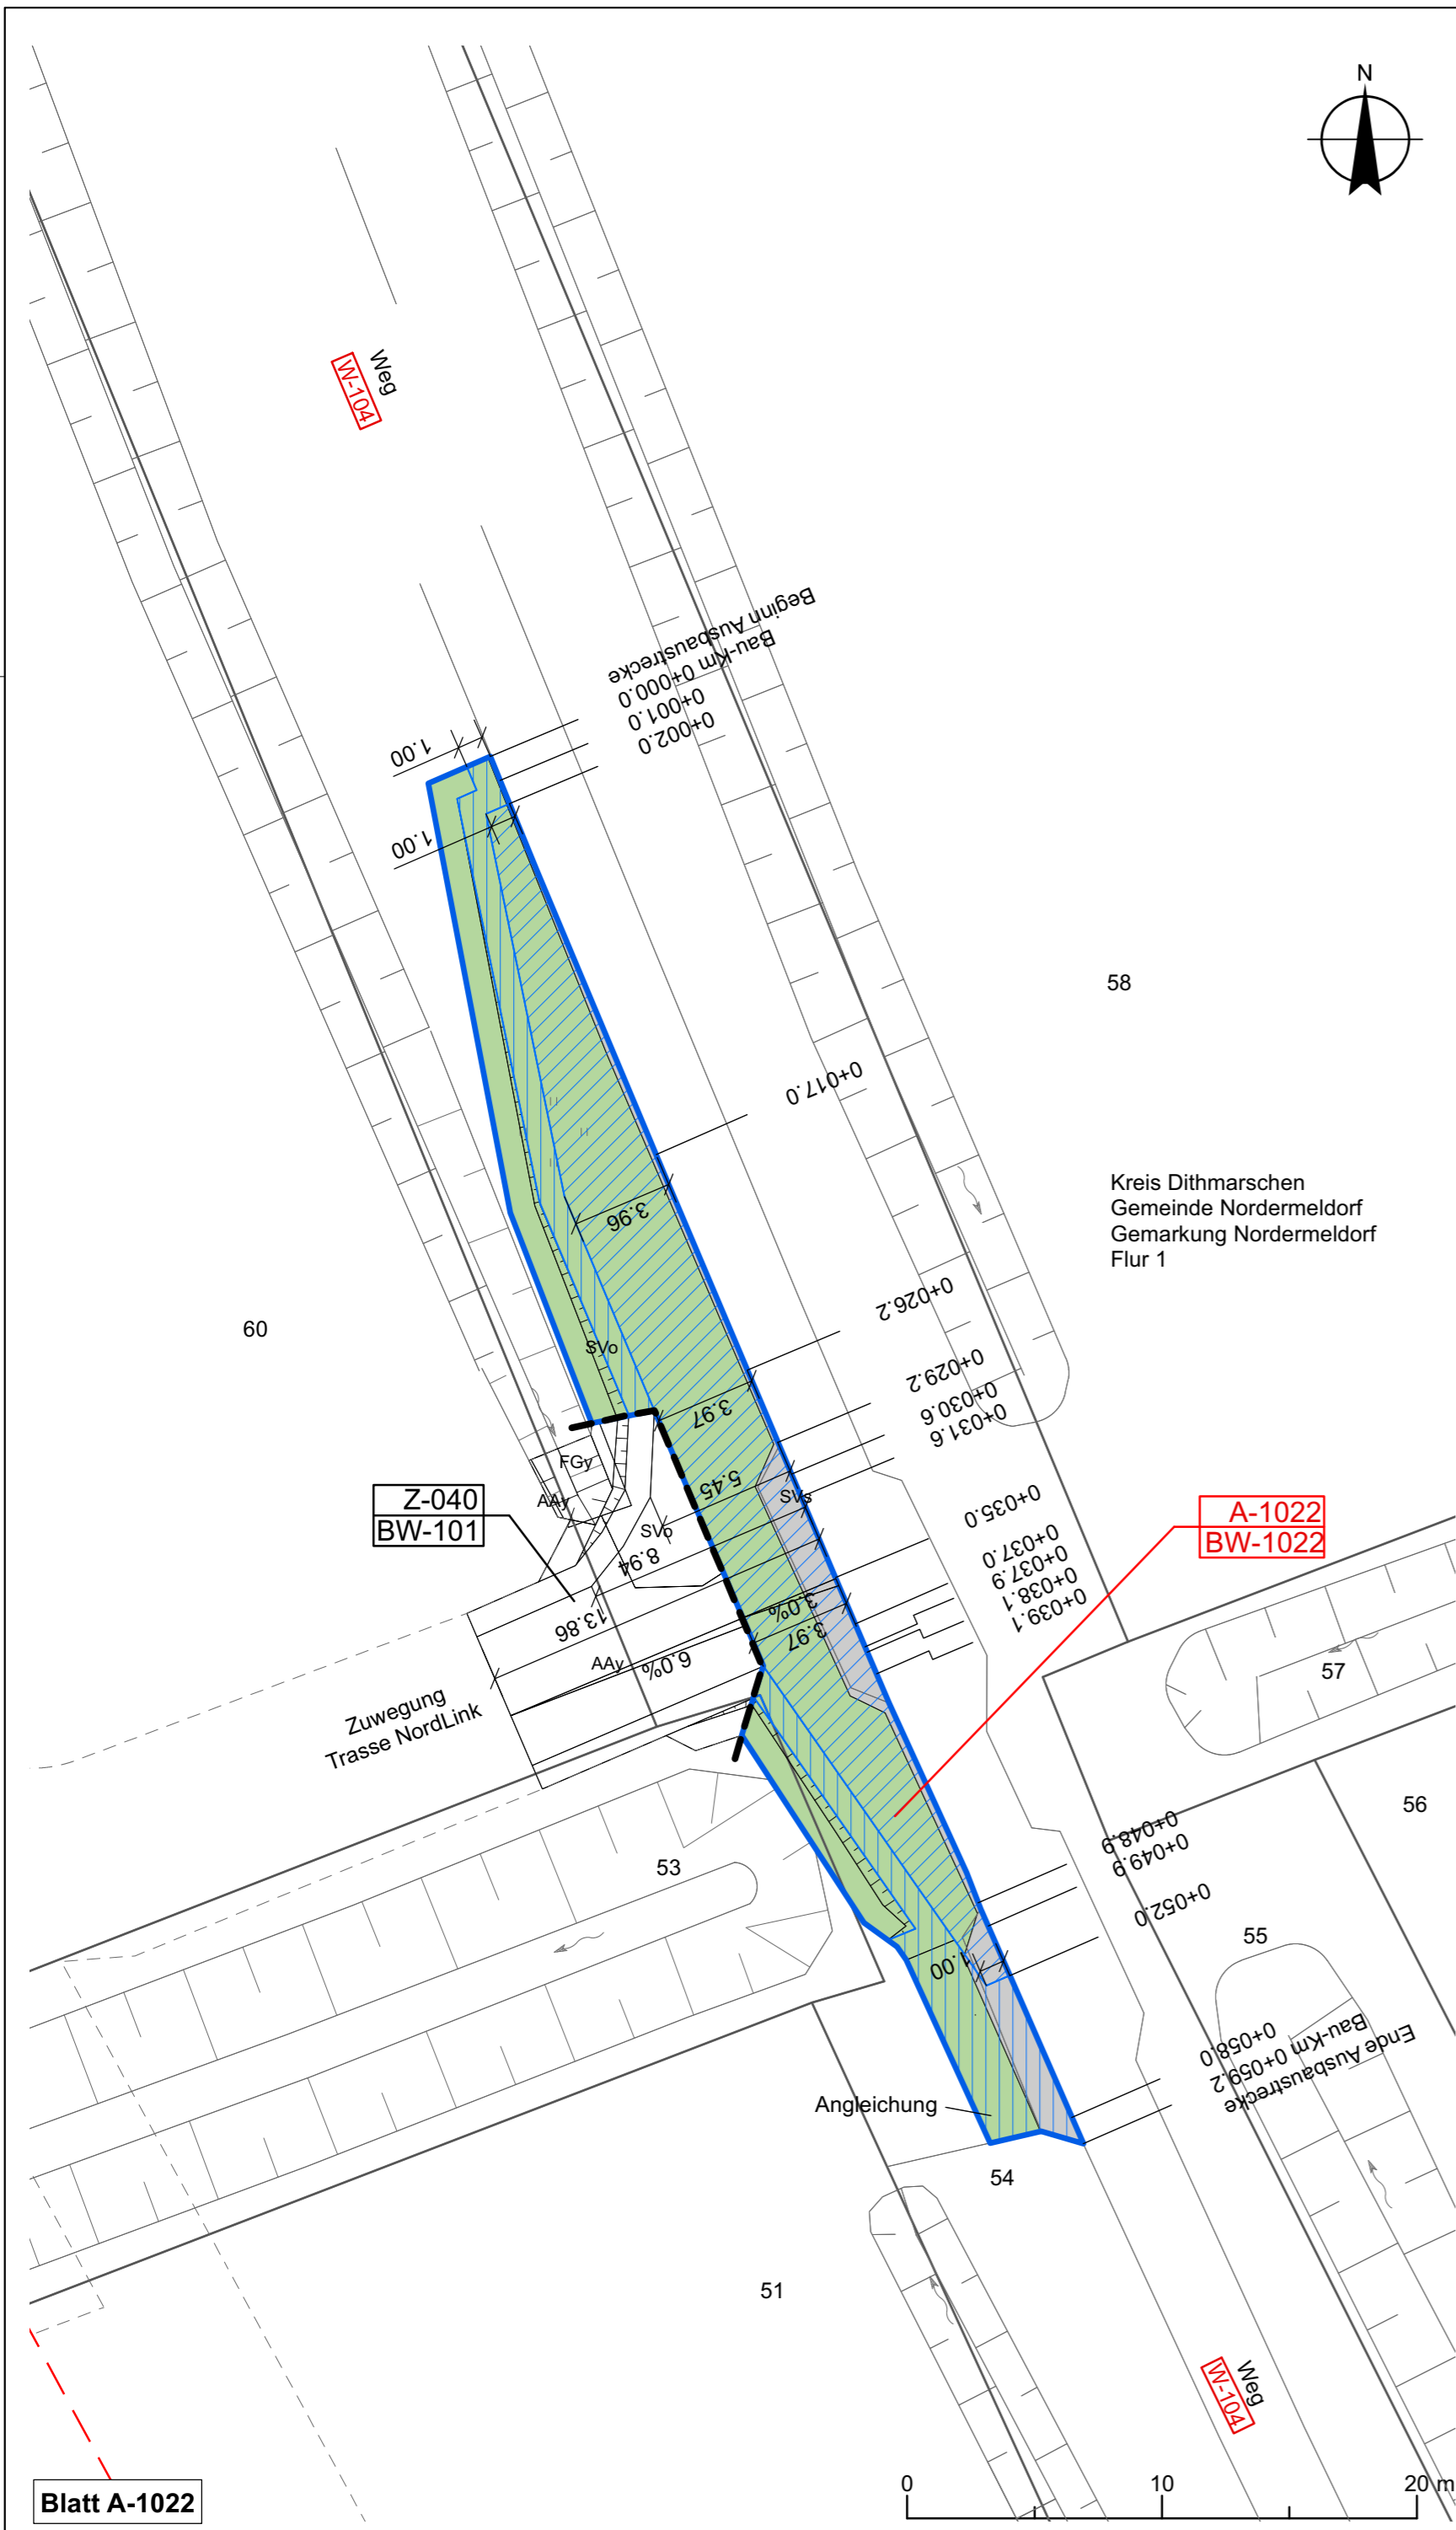 N
Weg
W-104
Beginn Ausbaustrecke
Bau-Km 0+000.0
0+001.0
0+002.0
1.00
1.00
58
0+017.0
Kreis Dithmarschen
Gemeinde Nordermeldorf
Gemarkung Nordermeldorf
Flur 1
3.96
0+026.2
60
SVo
0+029.2
0+030.6
0+031.6
3.97
FGy
5.45
SVs
AAy
Z-040
BW-101
SVo
0+035.0
A-1022
BW-1022
8.94
0+037.0
0+037.9
0+038.1
0+039.1
3.0%
13.86
3.97
AAy
6.0%
57
Zuwegung
Trasse NordLink
56
0+048.9
0+049.9
53
0+052.0
55
1.00
0+058.0
Bau-Km 0+059.2
Ende Ausbaustrecke
Angleichung
54
51
Weg
W-104
0
10
20 m
Blatt A-1022